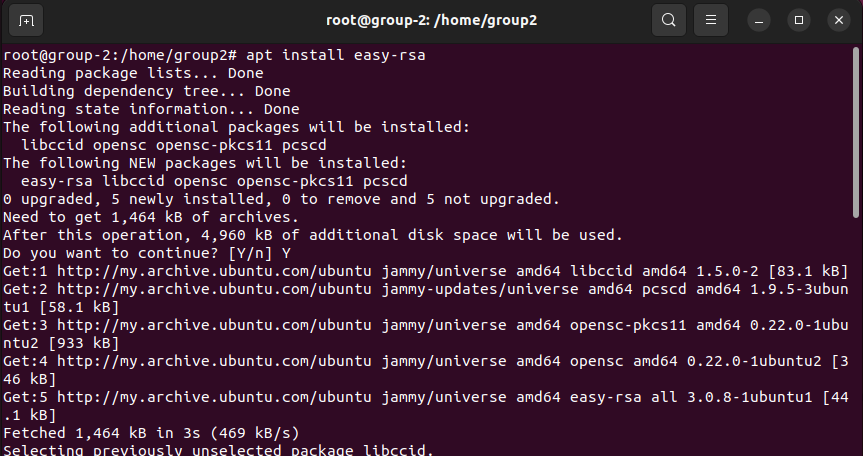 root@group-2: /home/group2
root@group-2:/home/group2# apt install easy-rsa
Reading package lists... Done
Building dependency tree... Done
Reading state information... Done
The following additional packages will be installed:
  libccid opensc opensc-pkcs11 pcscd
The following NEW packages will be installed:
  easy-rsa libccid opensc opensc-pkcs11 pcscd
0 upgraded, 5 newly installed, 0 to remove and 5 not upgraded.
Need to get 1,464 kB of archives.
After this operation, 4,960 kB of additional disk space will be used.
Do you want to continue? [Y/n] Y
Get:1 http://my.archive.ubuntu.com/ubuntu jammy/universe amd64 libccid amd64 1.5.0-2 [83.1 kB]
Get:2 http://my.archive.ubuntu.com/ubuntu jammy-updates/universe amd64 pcscd amd64 1.9.5-3ubun
tu1 [58.1 kB]
Get:3 http://my.archive.ubuntu.com/ubuntu jammy/universe amd64 opensc-pkcs11 amd64 0.22.0-1ubu
ntu2 [933 kB]
Get:4 http://my.archive.ubuntu.com/ubuntu jammy/universe amd64 opensc amd64 0.22.0-1ubuntu2 [3
46 kB]
Get:5 http://my.archive.ubuntu.com/ubuntu jammy/universe amd64 easy-rsa all 3.0.8-1ubuntu1 [44
.1 kB]
Fetched 1,464 kB in 3s (469 kB/s)
Selecting previously unselected package libccid.